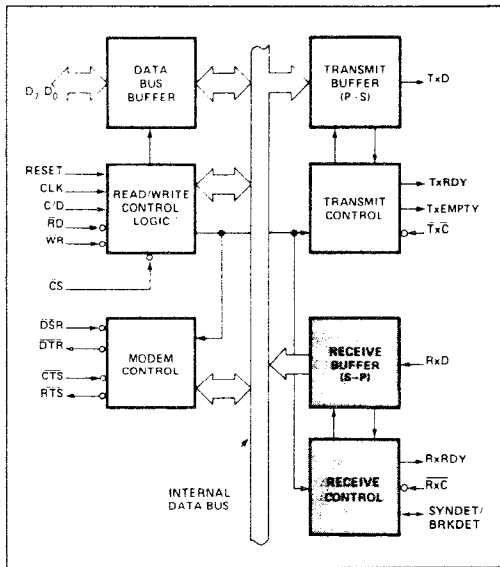 DATA
BUS
BUFFER
D7 D0
TRANSMIT
BUFFER
(P-S)
TxD
RESET
CLK
C/D
RD
WR
CS
READ/WRITE
CONTROL
LOGIC
TRANSMIT
CONTROL
TxRDY
TxEMPTY
TxC
DSR
DTR
CTS
RTS
MODEM
CONTROL
RECEIVE
BUFFER
(S-P)
RxD
INTERNAL
DATA BUS
RECEIVE
CONTROL
RxRDY
RxC
SYNDET/
BRKDET